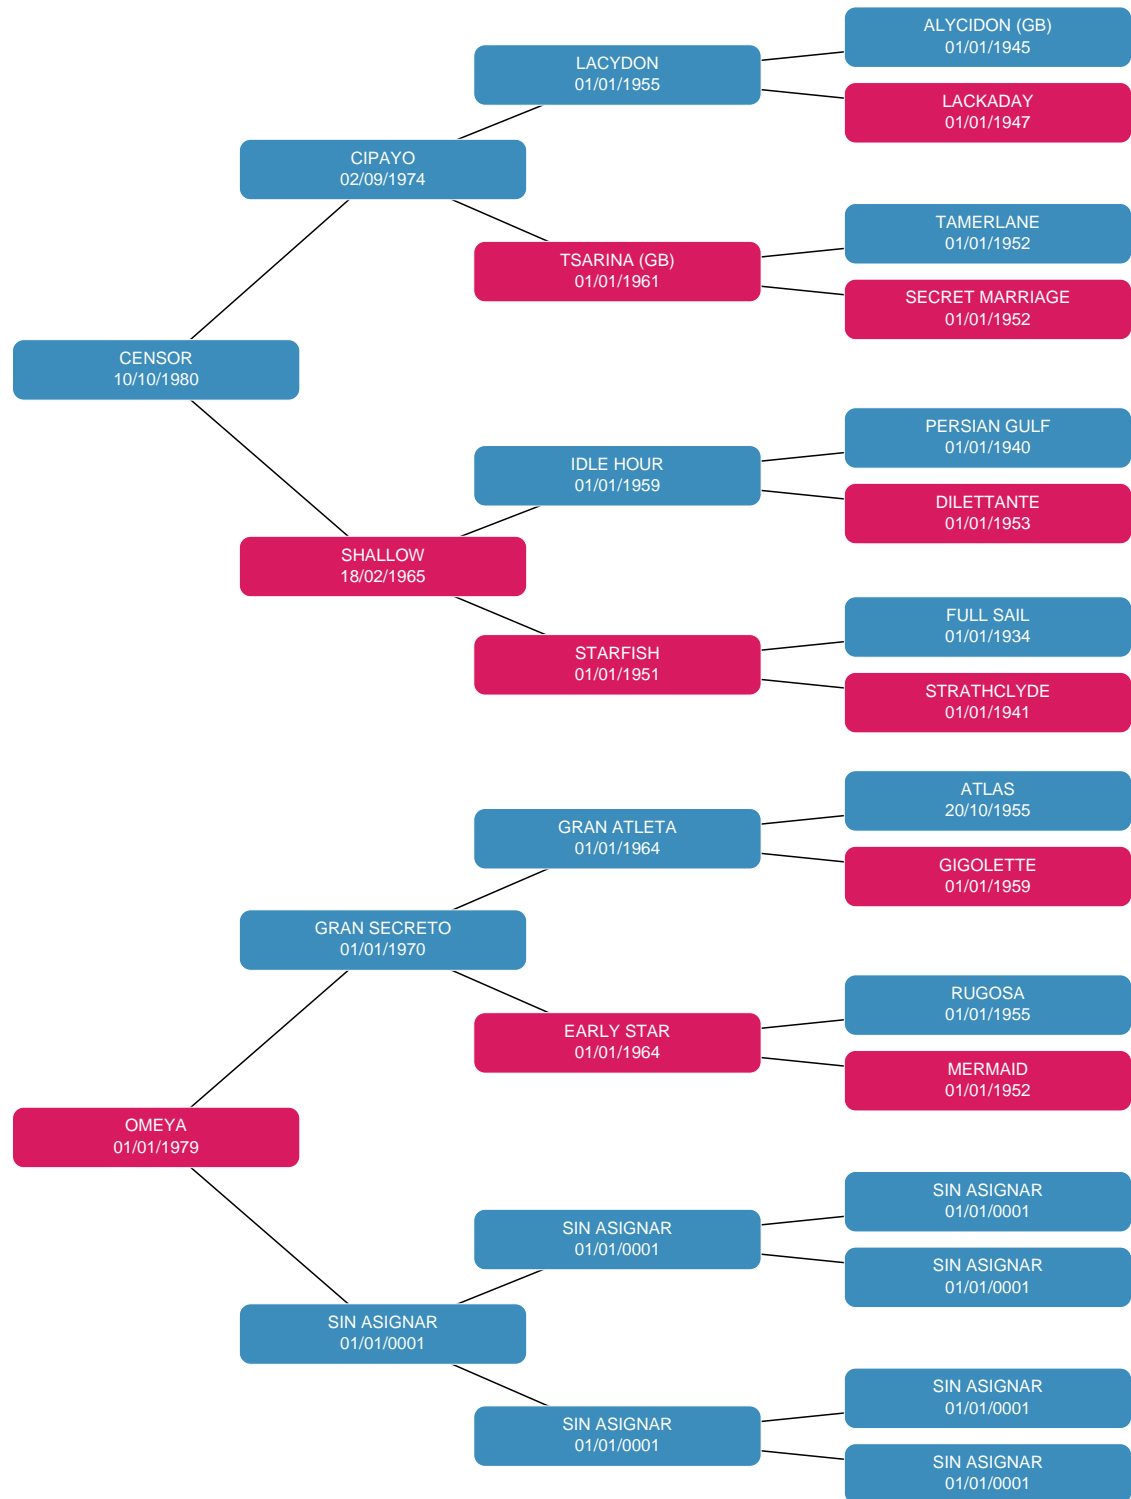 ALYCIDON (GB)
01/01/1945
LACYDON
01/01/1955
LACKADAY
01/01/1947
CIPAYO
02/09/1974
TAMERLANE
01/01/1952
TSARINA (GB)
01/01/1961
SECRET MARRIAGE
01/01/1952
CENSOR
10/10/1980
PERSIAN GULF
01/01/1940
IDLE HOUR
01/01/1959
DILETTANTE
01/01/1953
SHALLOW
18/02/1965
FULL SAIL
01/01/1934
STARFISH
01/01/1951
STRATHCLYDE
01/01/1941
ATLAS
20/10/1955
GRAN ATLETA
01/01/1964
GIGOLETTE
01/01/1959
GRAN SECRETO
01/01/1970
RUGOSA
01/01/1955
EARLY STAR
01/01/1964
MERMAID
01/01/1952
OMEYA
01/01/1979
SIN ASIGNAR
01/01/0001
SIN ASIGNAR
01/01/0001
SIN ASIGNAR
01/01/0001
SIN ASIGNAR
01/01/0001
SIN ASIGNAR
01/01/0001
SIN ASIGNAR
01/01/0001
SIN ASIGNAR
01/01/0001